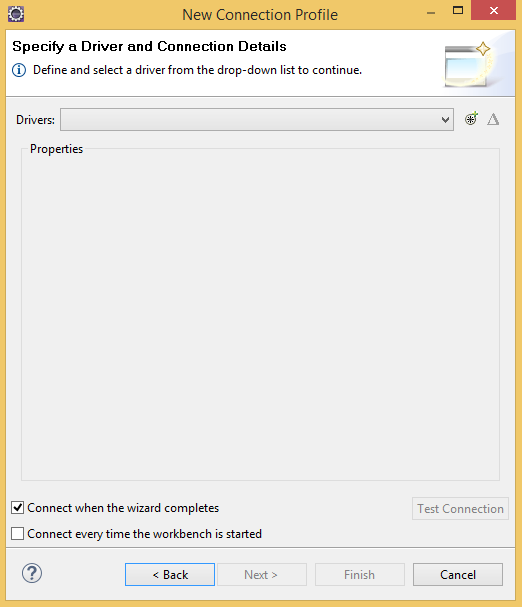 New Connection Profile
Specify a Driver and Connection Details
Define and select a driver from the drop-down list to continue.
Drivers:
Properties
Connect when the wizard completes
Test Connection
Connect every time the workbench is started
< Back
Next >
Finish
Cancel